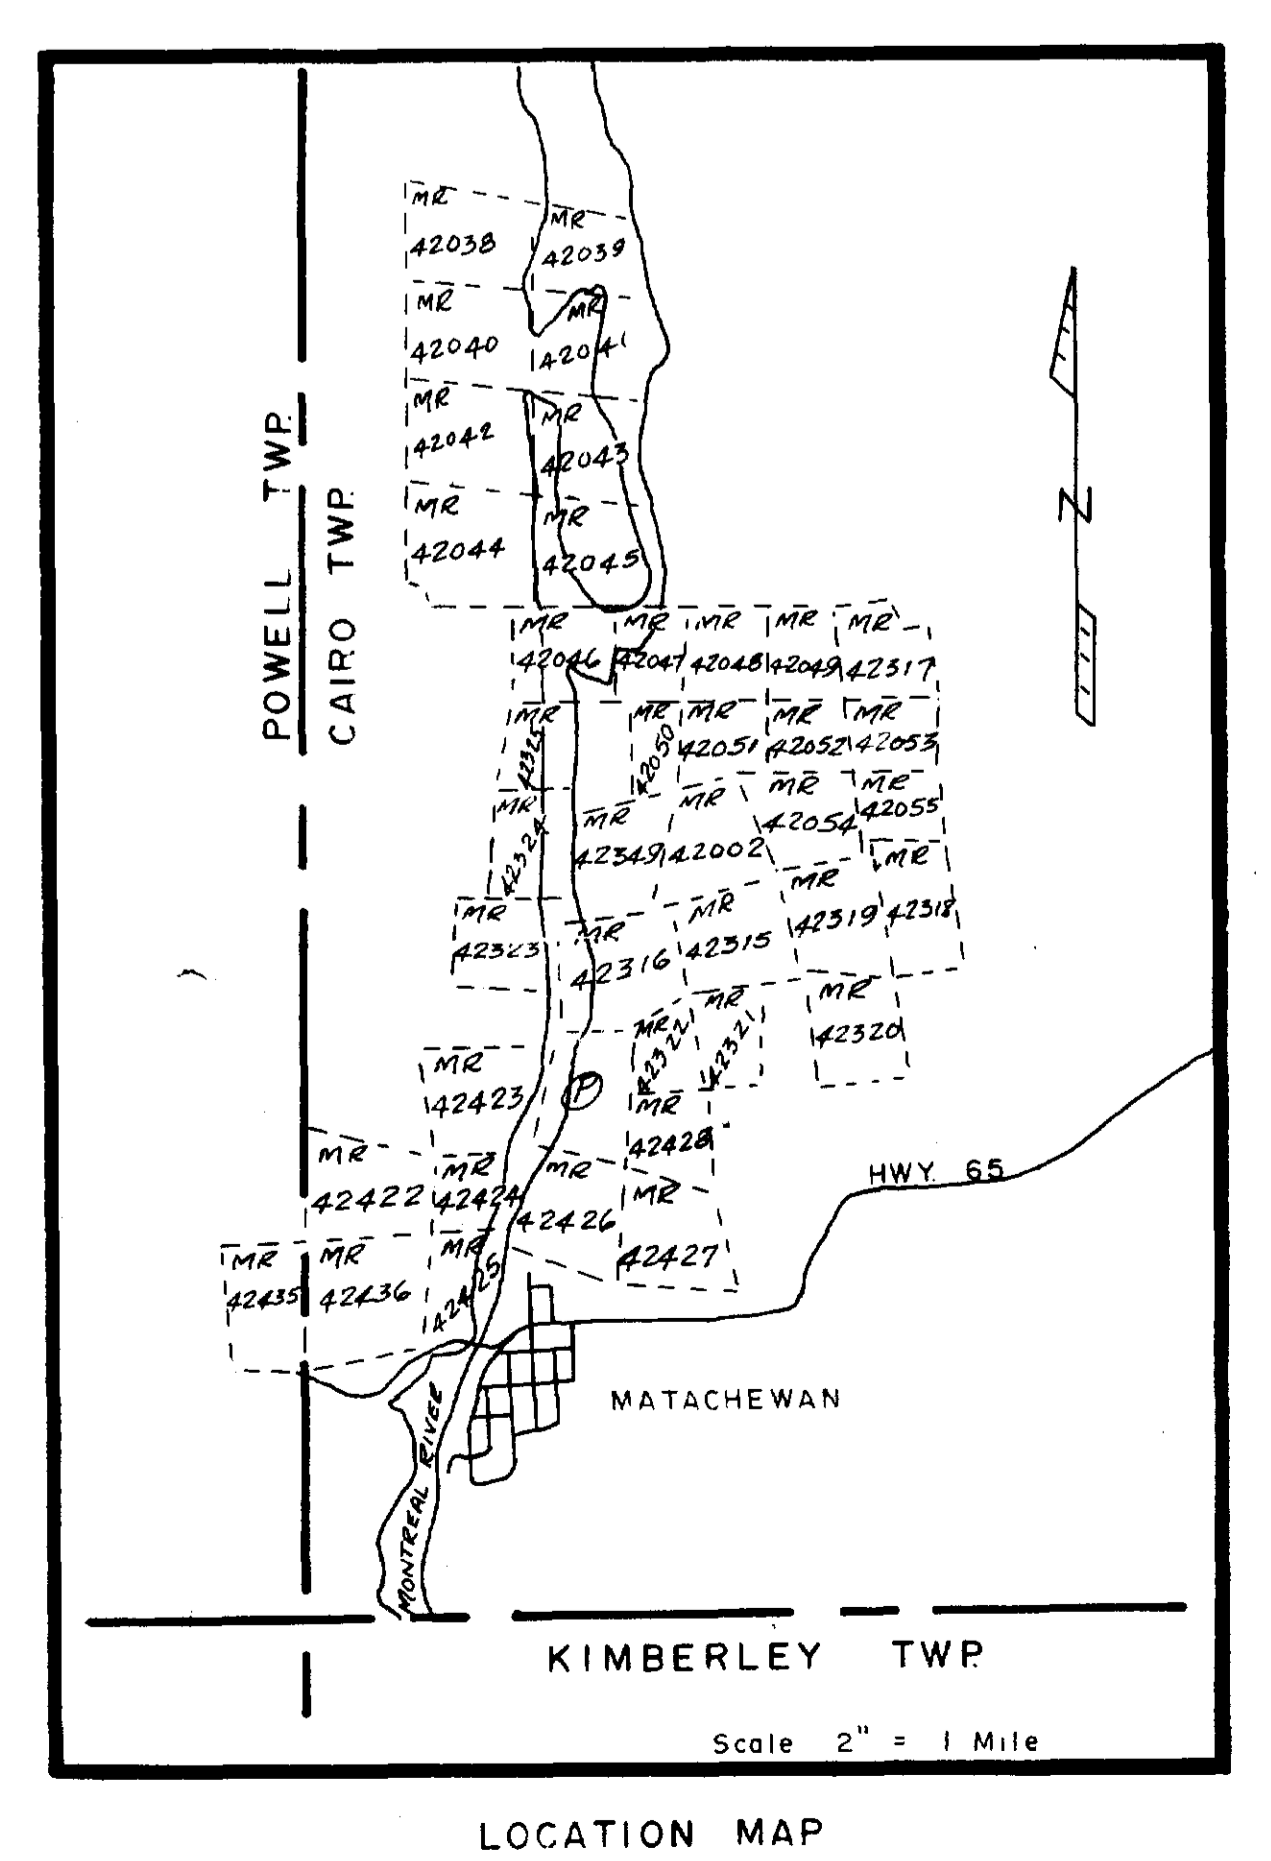 MR
42038
MR
42039
MR
42040
MR
42041
MR
42042
MR
42043
MR
42044
MR
42045
POWELL TWP.
CAIRO TWP.
N
MR
42046
MR
42047
MR
42048
MR
42049
MR
42317
MR
42325
MR
42050
MR
42051
MR
42052
MR
42053
MR
42324
MR
42349
MR
42002
MR
42054
MR
42055
MR
42323
MR
42316
MR
42315
MR
42319
MR
42318
MR
42322
MR
42321
MR
42320
MR
42423
P
MR
42428
MR
42422
MR
42424
MR
42426
MR
42427
HWY. 65
MR
42435
MR
42436
MR
42425
MATACHEWAN
MONTREAL RIVER
KIMBERLEY TWP.
Scale 2" = 1 Mile
LOCATION MAP